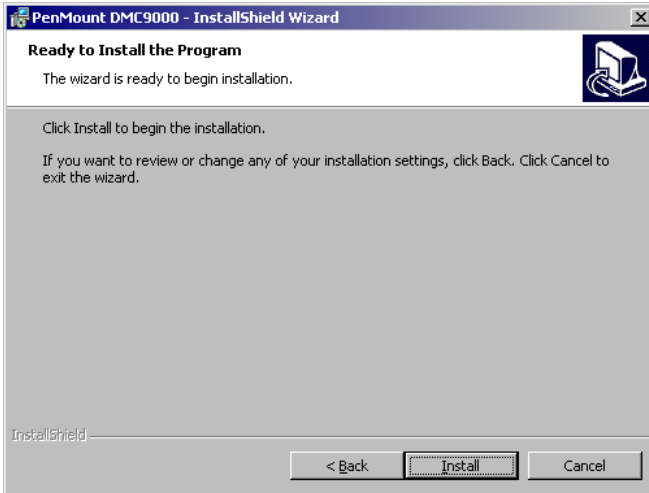 PenMount DMC9000 - InstallShield Wizard
Ready to Install the Program
The wizard is ready to begin installation.
Click Install to begin the installation.
If you want to review or change any of your installation settings, click Back. Click Cancel to
exit the wizard.
InstallShield
< Back Install Cancel